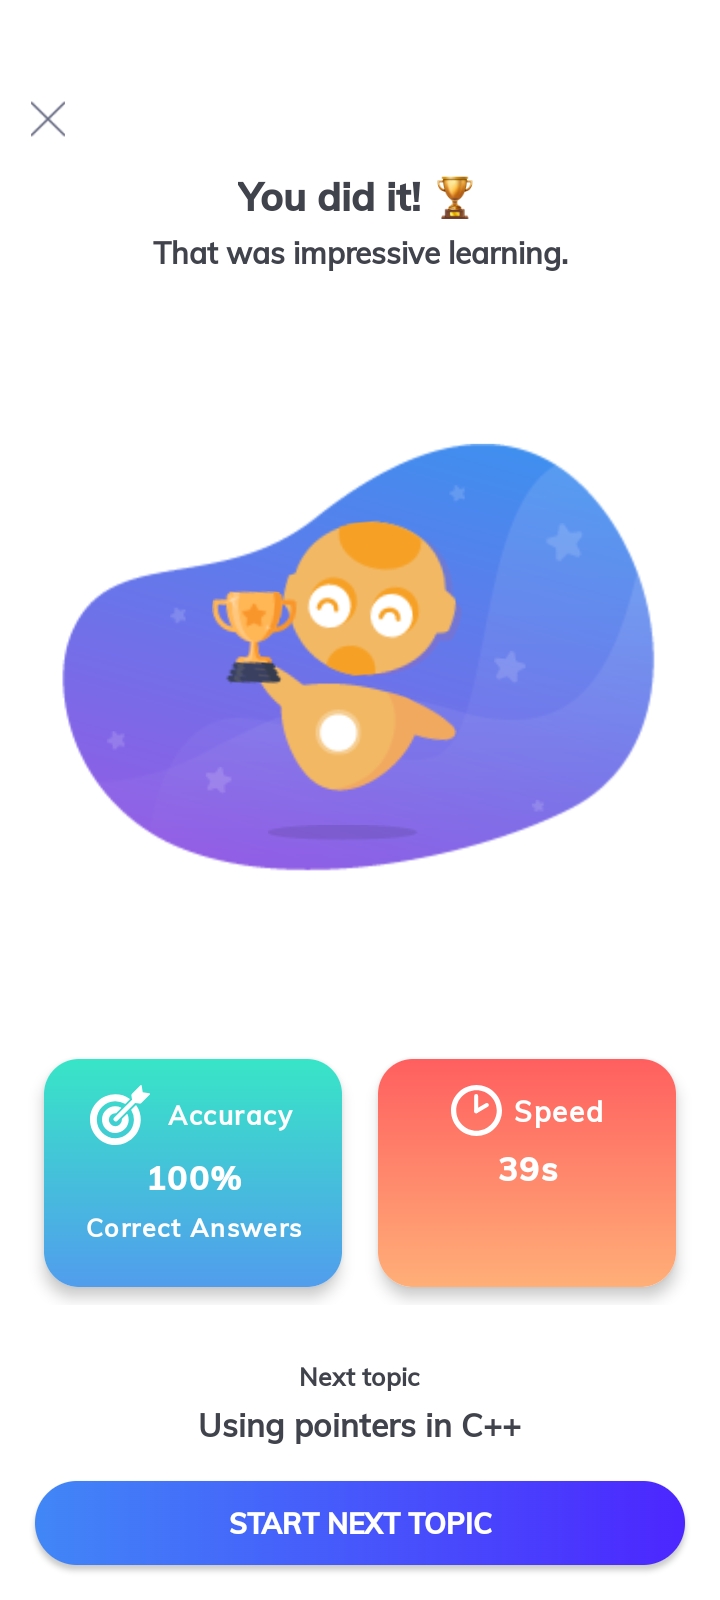 You did it! 🏆
That was impressive learning.
Accuracy
100%
Correct Answers
Speed
39s
Next topic
Using pointers in C++
START NEXT TOPIC